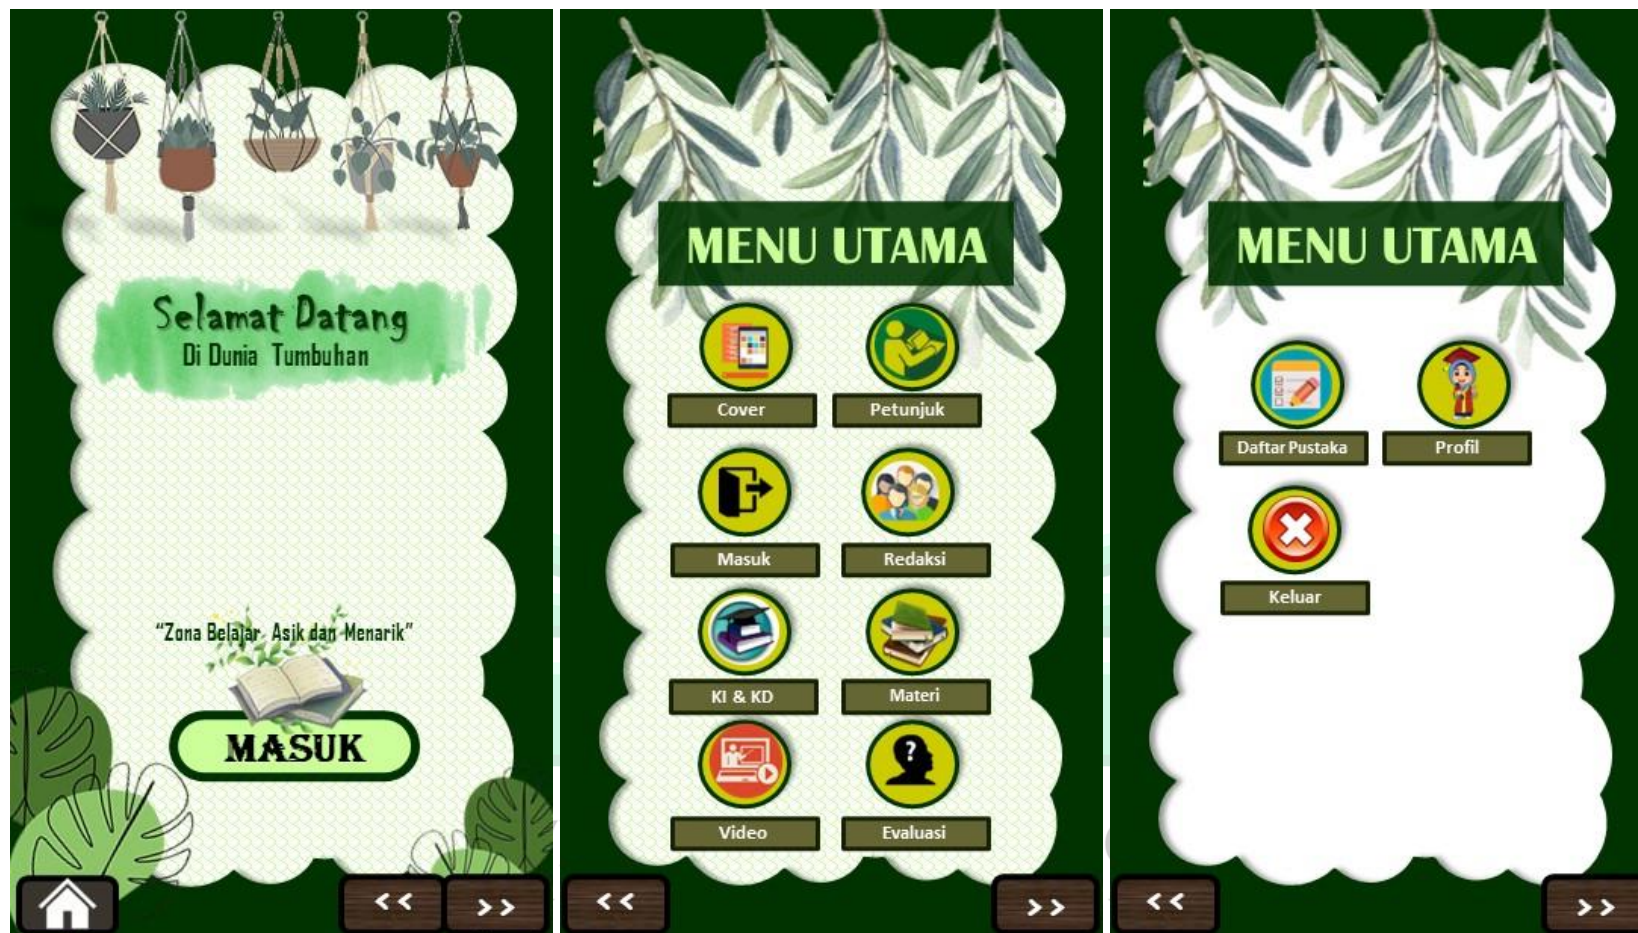 Selamat Datang
Di Dunia Tumbuhan
“Zona Belajar Asik dan Menarik”
MASUK
<< >>
MENU UTAMA
Cover Petunjuk
Masuk Redaksi
KI & KD Materi
Video Evaluasi
<< >>
MENU UTAMA
Daftar Pustaka Profil
Keluar
<< >>